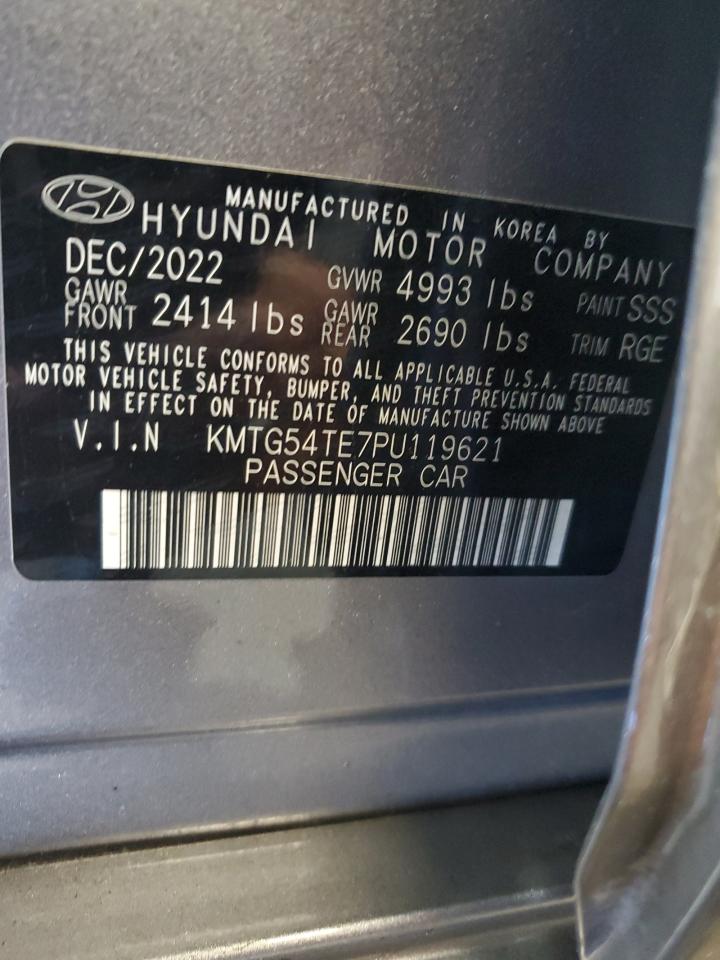 MANUFACTURED IN KOREA BY
HYUNDAI MOTOR COMPANY
DEC/2022 GVWR 4993 lbs PAINT SSS
GAWR FRONT 2414 lbs GAWR REAR 2690 lbs TRIM RGE
THIS VEHICLE CONFORMS TO ALL APPLICABLE U.S.A. FEDERAL
MOTOR VEHICLE SAFETY, BUMPER, AND THEFT PREVENTION STANDARDS
IN EFFECT ON THE DATE OF MANUFACTURE SHOWN ABOVE
V.I.N KMTG54TE7PU119621
PASSENGER CAR